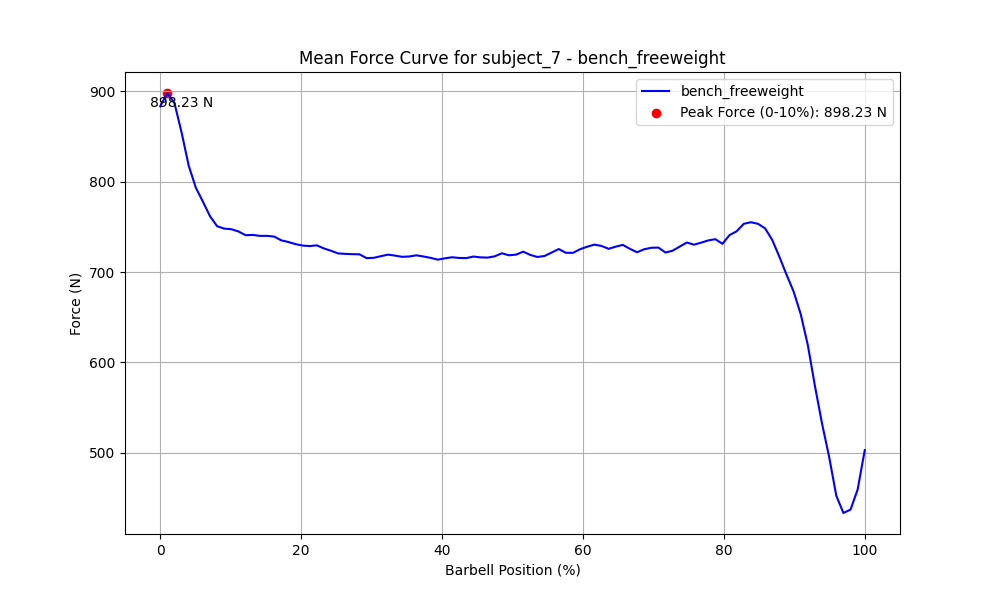 Mean Force Curve for subject_7 - bench_freeweight
bench_freeweight
Peak Force (0-10%): 898.23 N
898.23 N
900
800
700
600
500
Force (N)
0 20 40 60 80 100
Barbell Position (%)